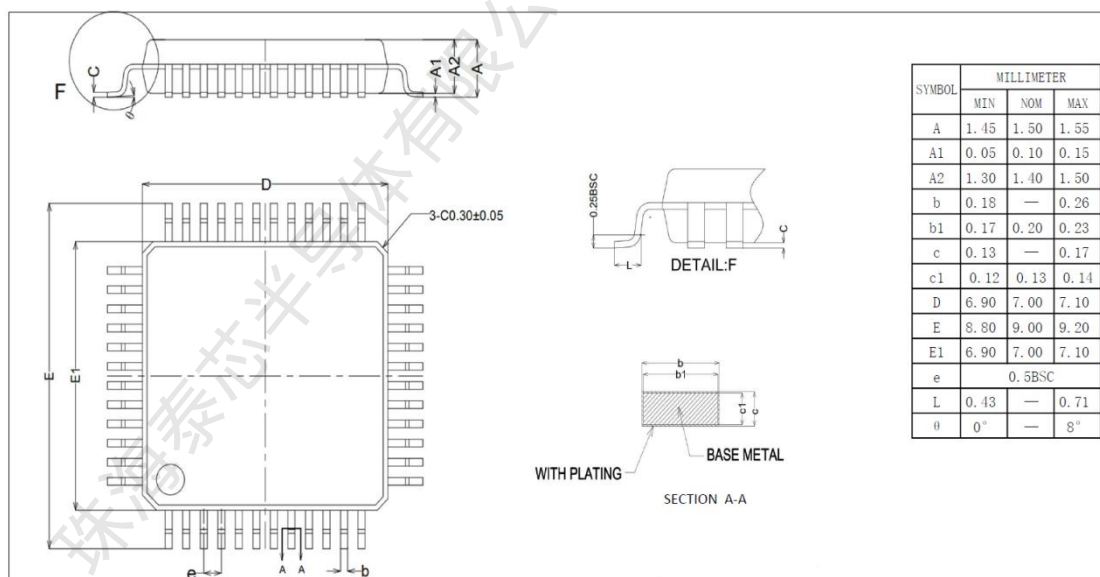 珠海泰芯半导体有限公
F
C
θ
A1
A2
A
D
3-C0.30±0.05
E
E1
e
A
A
b
0.25BSC
L
C
DETAIL:F
b
b1
c1
c
BASE METAL
WITH PLATING
SECTION A-A
SYMBOL MILLIMETER
MIN NOM MAX
A 1.45 1.50 1.55
A1 0.05 0.10 0.15
A2 1.30 1.40 1.50
b 0.18 — 0.26
b1 0.17 0.20 0.23
c 0.13 — 0.17
c1 0.12 0.13 0.14
D 6.90 7.00 7.10
E 8.80 9.00 9.20
E1 6.90 7.00 7.10
e 0.5BSC
L 0.43 — 0.71
θ 0° — 8°